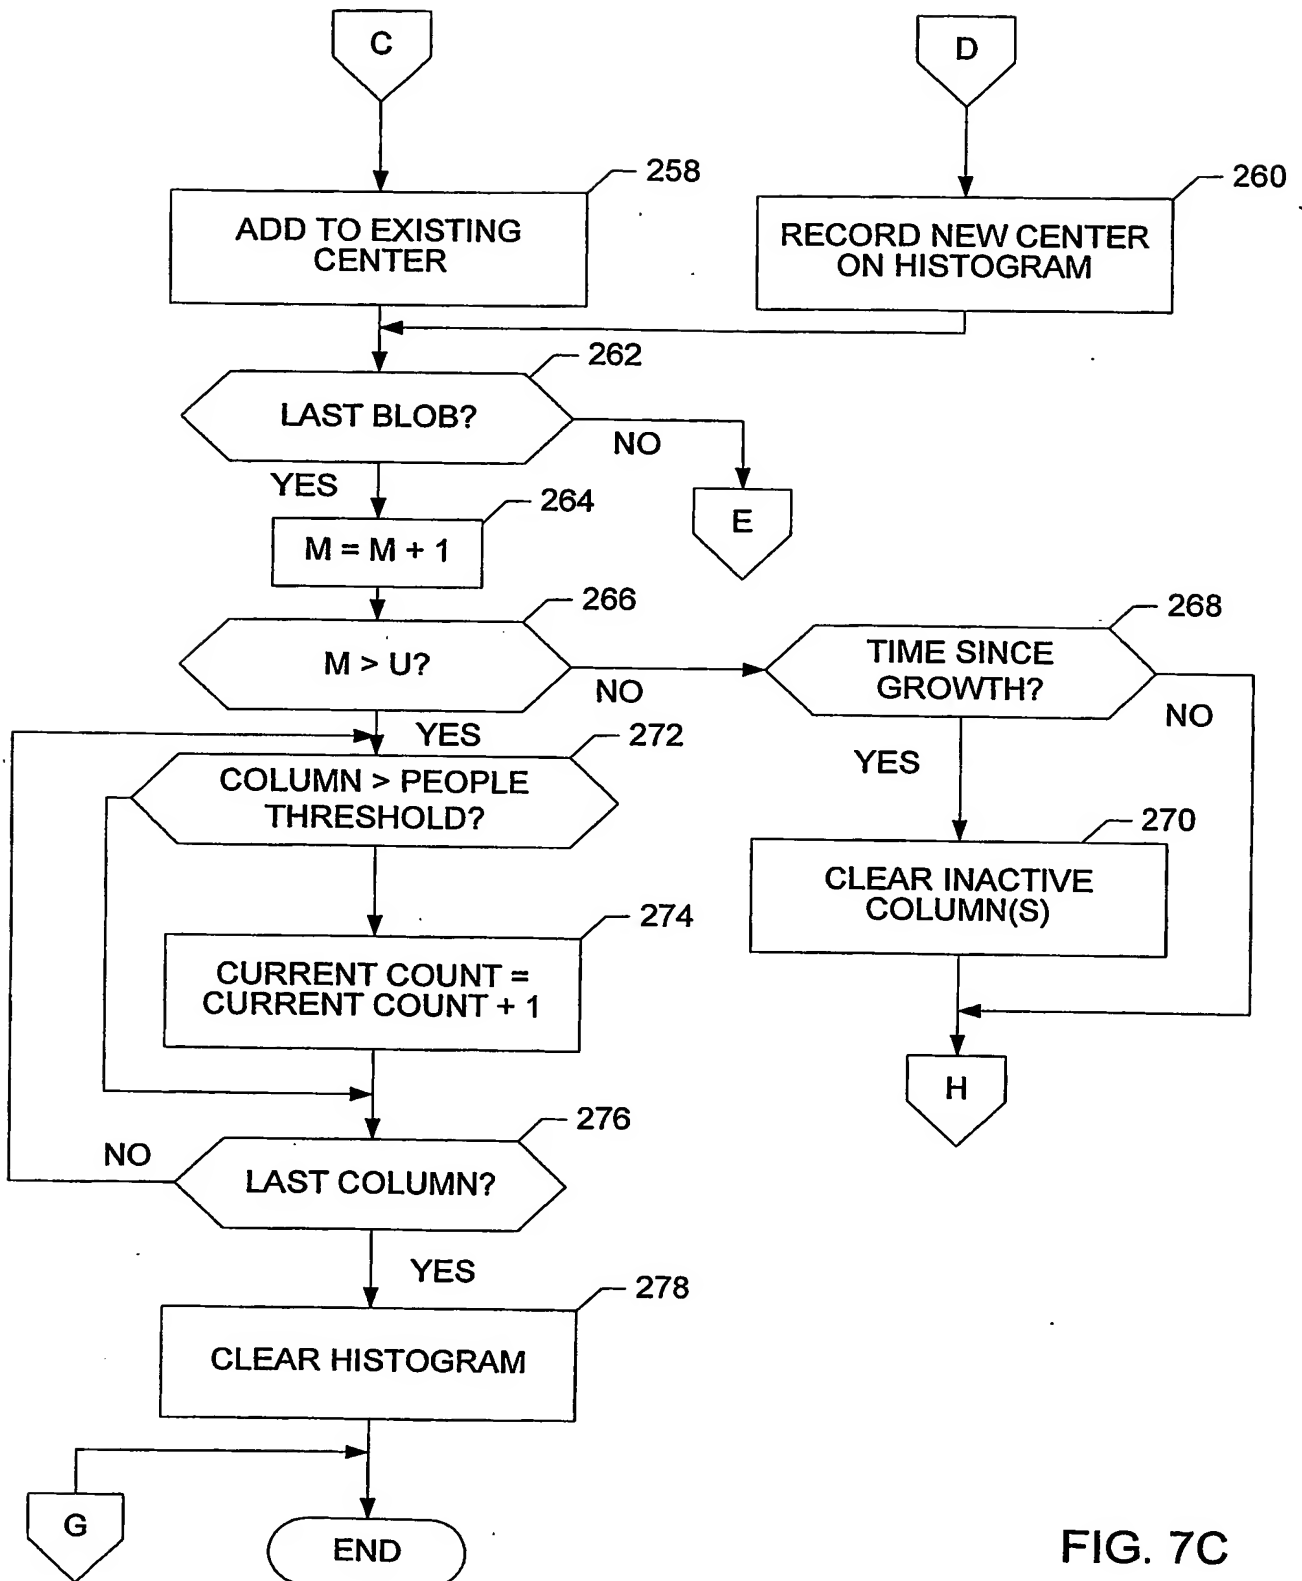 C
D
258
260
ADD TO EXISTING
CENTER
RECORD NEW CENTER
ON HISTOGRAM
262
LAST BLOB?
NO
YES
264
E
M = M + 1
266
268
M > U?
NO
TIME SINCE
GROWTH?
NO
YES
272
YES
COLUMN > PEOPLE
THRESHOLD?
270
CLEAR INACTIVE
COLUMN(S)
274
CURRENT COUNT =
CURRENT COUNT + 1
H
276
NO
LAST COLUMN?
YES
278
CLEAR HISTOGRAM
G
END
FIG. 7C